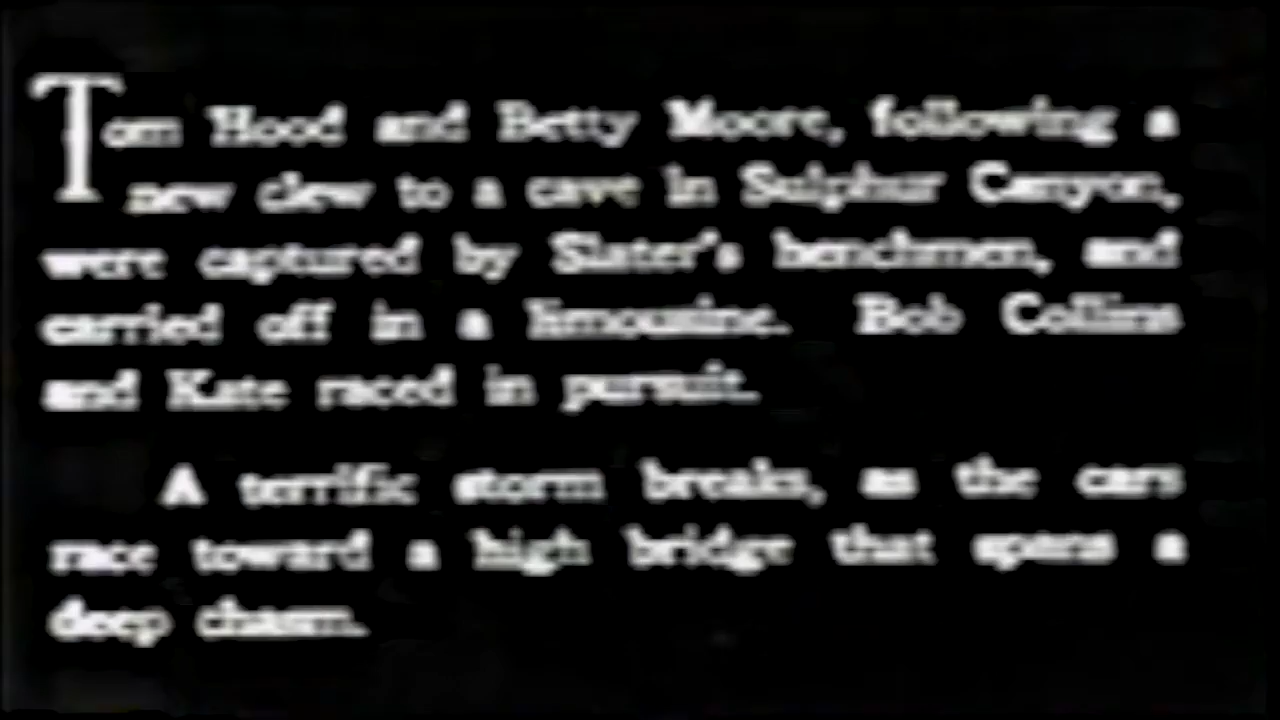 Tom Hood and Betty Moore, following a
new clew to a cave in Sulphur Canyon,
were captured by Slater's henchmen, and
carried off in a limousine. Bob Collins
and Kate raced in pursuit.
A terrific storm breaks, as the cars
race toward a high bridge that spans a
deep chasm.